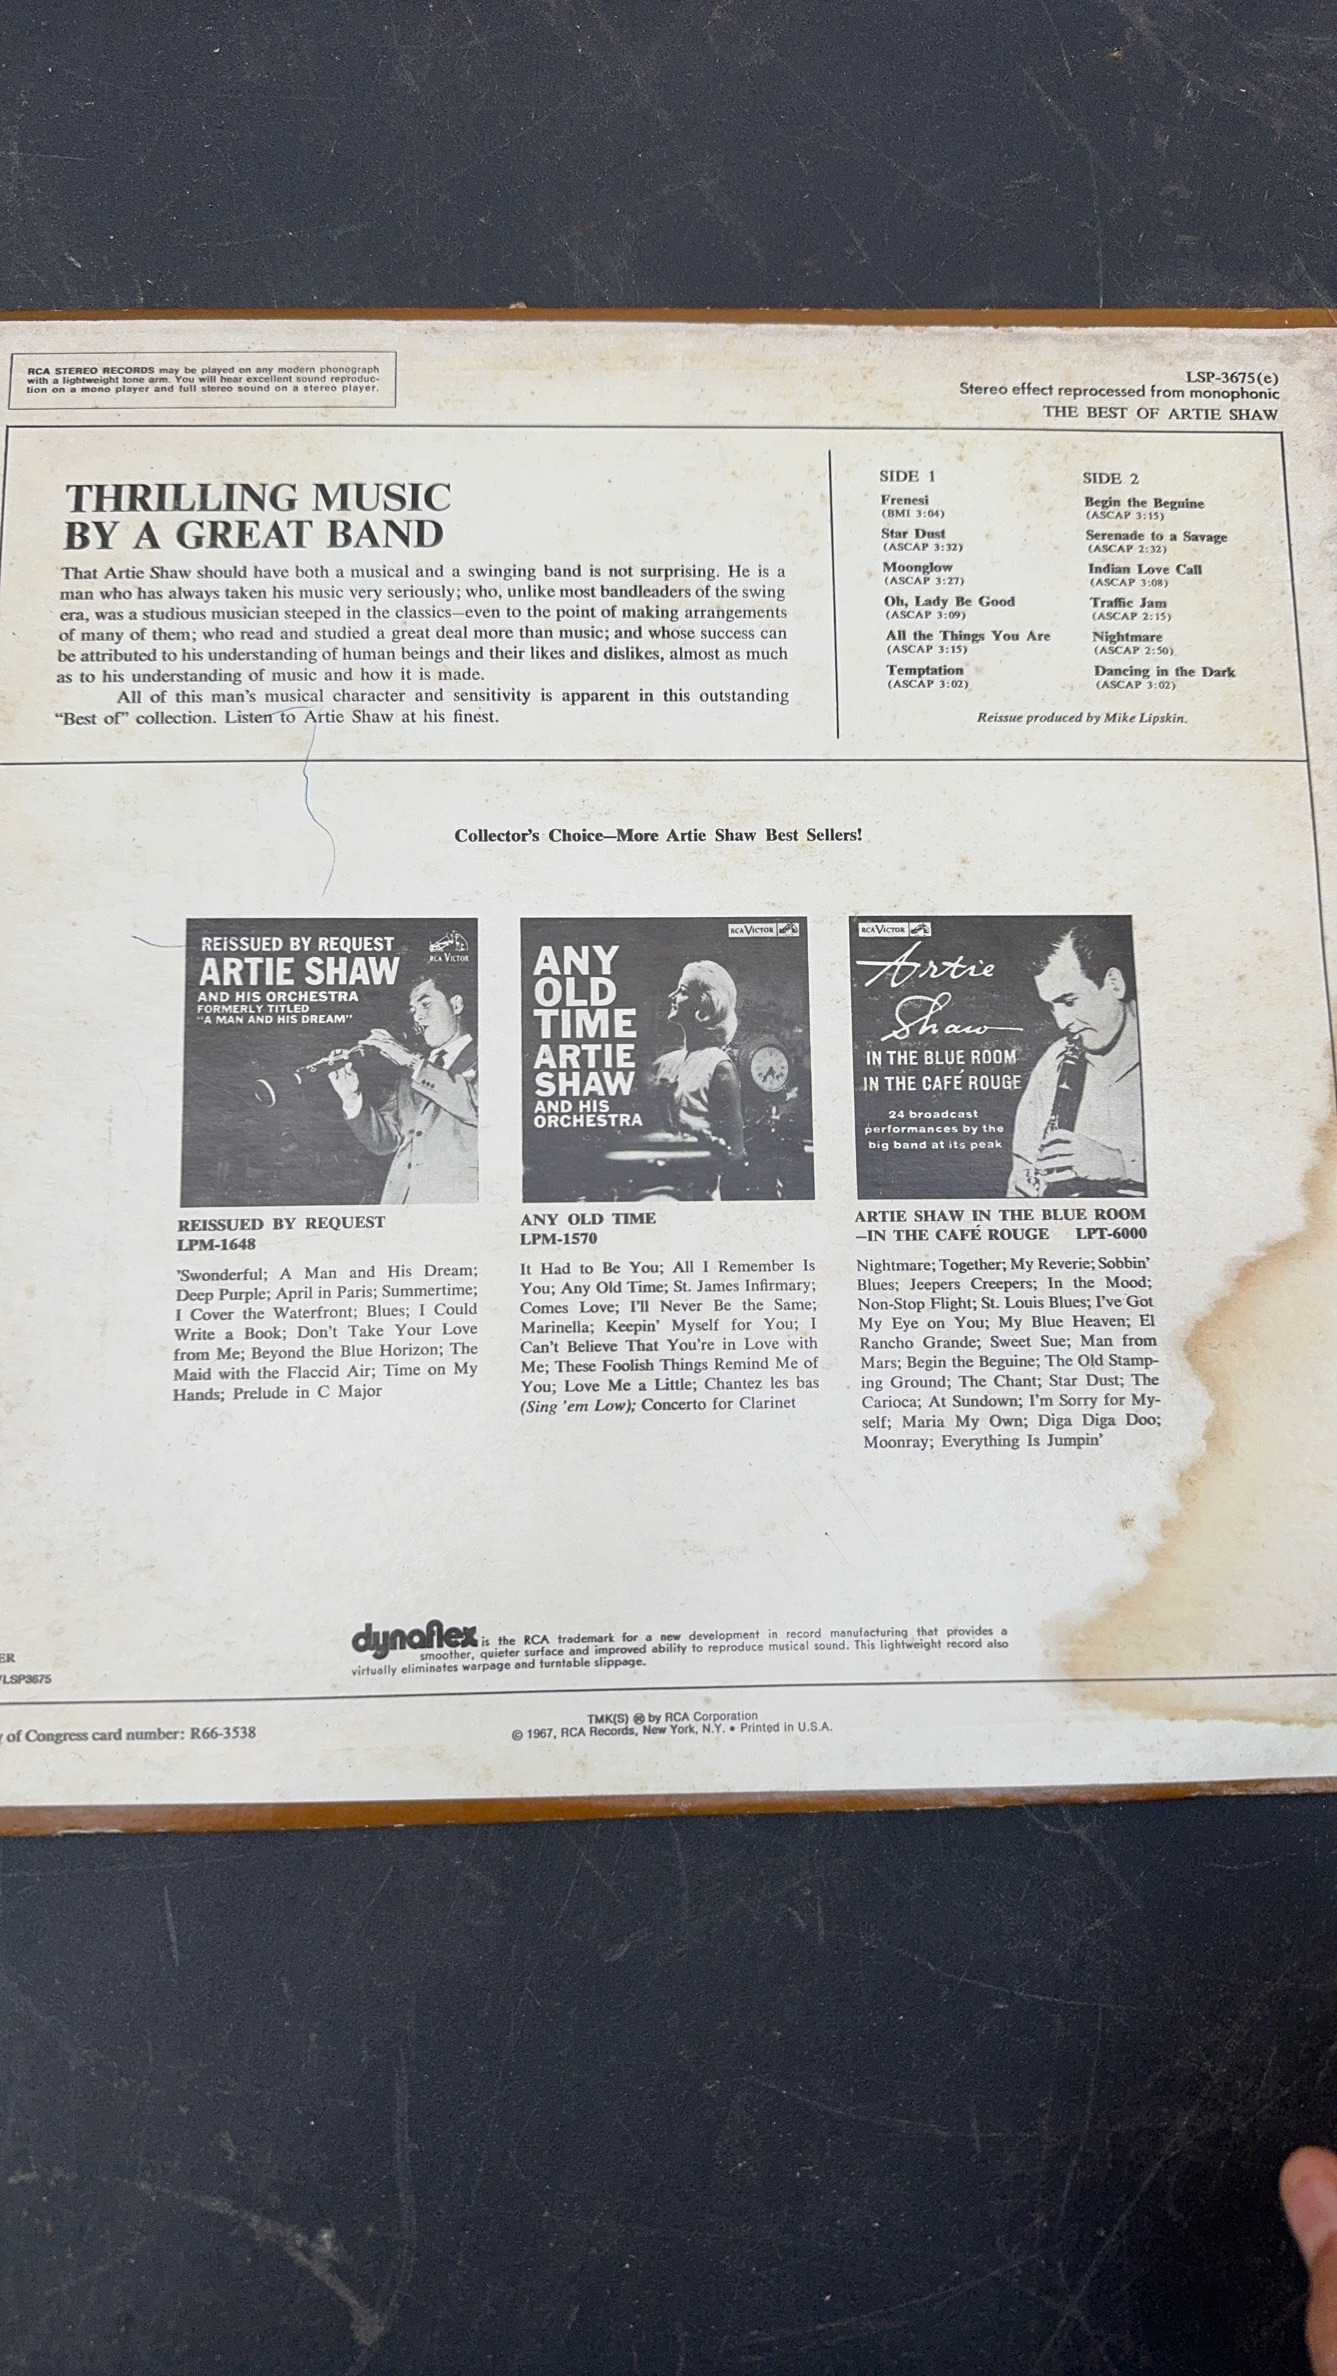 RCA STEREO RECORDS may be played on any modern phonograph
with a lightweight tone arm. You will hear excellent sound reproduc-
tion on a mono player and full stereo sound on a stereo player.
LSP-3675(e)
Stereo effect reprocessed from monophonic
THE BEST OF ARTIE SHAW
THRILLING MUSIC
BY A GREAT BAND
That Artie Shaw should have both a musical and a swinging band is not surprising. He is a
man who has always taken his music very seriously; who, unlike most bandleaders of the swing
era, was a studious musician steeped in the classics—even to the point of making arrangements
of many of them; who read and studied a great deal more than music; and whose success can
be attributed to his understanding of human beings and their likes and dislikes, almost as much
as to his understanding of music and how it is made.
All of this man's musical character and sensitivity is apparent in this outstanding
“Best of” collection. Listen to Artie Shaw at his finest.
SIDE 1
Frenesi
(BMI 3:04)
Star Dust
(ASCAP 3:32)
Moonglow
(ASCAP 3:27)
Oh, Lady Be Good
(ASCAP 3:09)
All the Things You Are
(ASCAP 3:15)
Temptation
(ASCAP 3:02)
SIDE 2
Begin the Beguine
(ASCAP 3:15)
Serenade to a Savage
(ASCAP 2:32)
Indian Love Call
(ASCAP 3:08)
Traffic Jam
(ASCAP 2:15)
Nightmare
(ASCAP 2:50)
Dancing in the Dark
(ASCAP 3:02)
Reissue produced by Mike Lipskin.
Collector's Choice—More Artie Shaw Best Sellers!
REISSUED BY REQUEST
ARTIE SHAW
AND HIS ORCHESTRA
FORMERLY TITLED
"A MAN AND HIS DREAM"
RCA VICTOR
REISSUED BY REQUEST
LPM-1648
'Swonderful; A Man and His Dream;
Deep Purple; April in Paris; Summertime;
I Cover the Waterfront; Blues; I Could
Write a Book; Don't Take Your Love
from Me; Beyond the Blue Horizon; The
Maid with the Flaccid Air; Time on My
Hands; Prelude in C Major
RCA VICTOR
ANY
OLD
TIME
ARTIE
SHAW
AND HIS
ORCHESTRA
ANY OLD TIME
LPM-1570
It Had to Be You; All I Remember Is
You; Any Old Time; St. James Infirmary;
Comes Love; I'll Never Be the Same;
Marinella; Keepin' Myself for You; I
Can't Believe That You're in Love with
Me; These Foolish Things Remind Me of
You; Love Me a Little; Chantez les bas
(Sing 'em Low); Concerto for Clarinet
RCA VICTOR
Artie
Shaw
IN THE BLUE ROOM
IN THE CAFÉ ROUGE
24 broadcast
performances by the
big band at its peak
ARTIE SHAW IN THE BLUE ROOM
—IN THE CAFÉ ROUGE LPT-6000
Nightmare; Together; My Reverie; Sobbin'
Blues; Jeepers Creepers; In the Mood;
Non-Stop Flight; St. Louis Blues; I've Got
My Eye on You; My Blue Heaven; El
Rancho Grande; Sweet Sue; Man from
Mars; Begin the Beguine; The Old Stamp-
ing Ground; The Chant; Star Dust; The
Carioca; At Sundown; I'm Sorry for My-
self; Maria My Own; Diga Diga Doo;
Moonray; Everything Is Jumpin'
dynaflex is the RCA trademark for a new development in record manufacturing that provides a
smoother, quieter surface and improved ability to reproduce musical sound. This lightweight record also
virtually eliminates warpage and turntable slippage.
ER
/LSP3675
of Congress card number: R66-3538
TMK(S) ® by RCA Corporation
© 1967, RCA Records, New York, N.Y. • Printed in U.S.A.